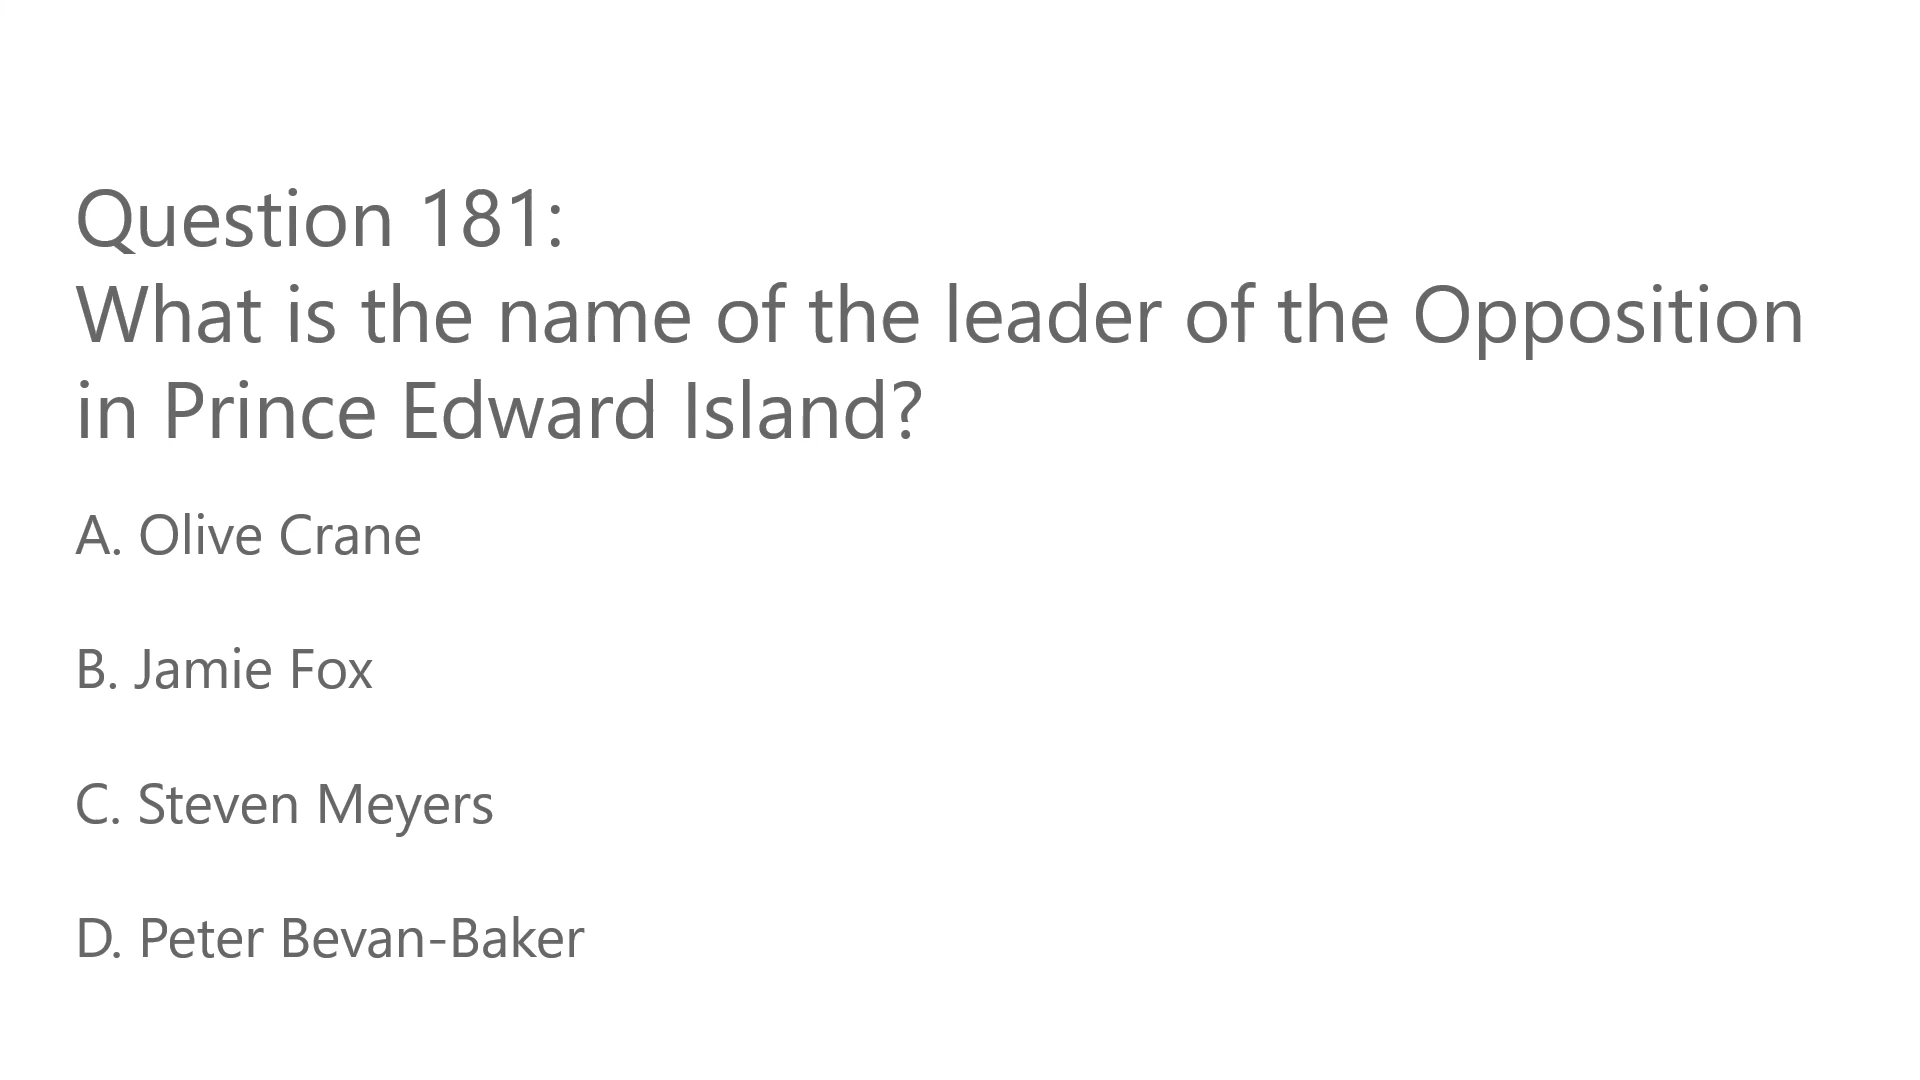 Question 181:
What is the name of the leader of the Opposition
in Prince Edward Island?
A. Olive Crane
B. Jamie Fox
C. Steven Meyers
D. Peter Bevan-Baker